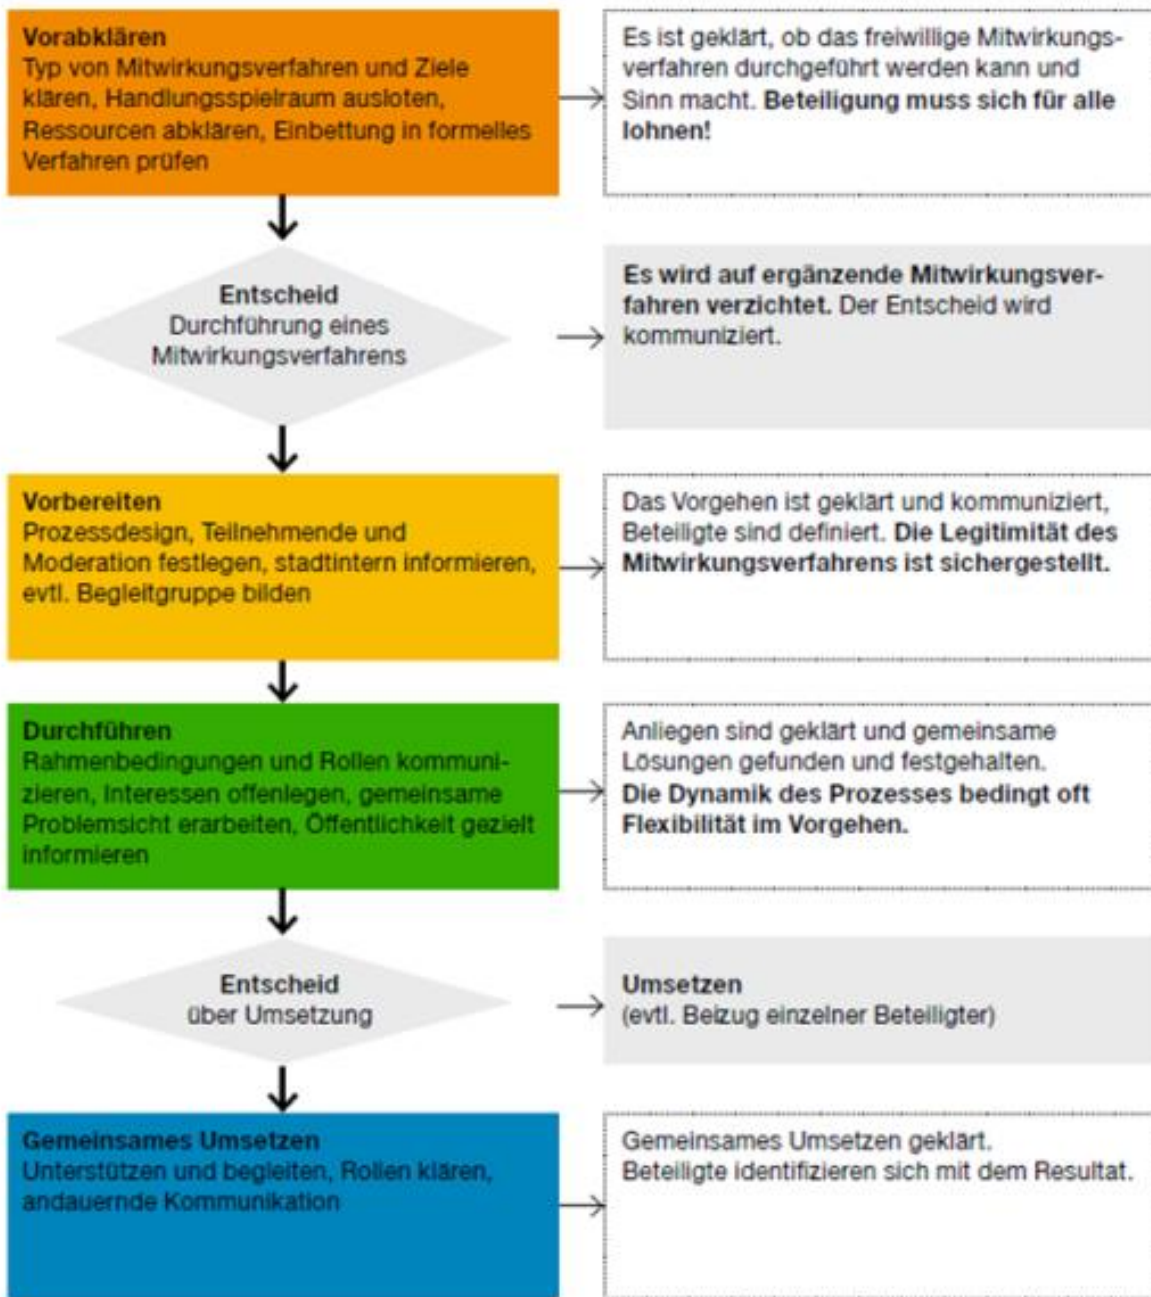 Vorabklären
Typ von Mitwirkungsverfahren und Ziele
klären, Handlungsspielraum ausloten,
Ressourcen abklären, Einbettung in formelles
Verfahren prüfen
Es ist geklärt, ob das freiwillige Mitwirkungs-
verfahren durchgeführt werden kann und
Sinn macht. Beteiligung muss sich für alle
lohnen!
Entscheid
Durchführung eines
Mitwirkungsverfahrens
Es wird auf ergänzende Mitwirkungsver-
fahren verzichtet. Der Entscheid wird
kommuniziert.
Vorbereiten
Prozessdesign, Teilnehmende und
Moderation festlegen, stadtintern informieren,
evtl. Begleitgruppe bilden
Das Vorgehen ist geklärt und kommuniziert,
Beteiligte sind definiert. Die Legitimität des
Mitwirkungsverfahrens ist sichergestellt.
Durchführen
Rahmenbedingungen und Rollen kommuni-
zieren, Interessen offenlegen, gemeinsame
Problemsicht erarbeiten, Öffentlichkeit gezielt
informieren
Anliegen sind geklärt und gemeinsame
Lösungen gefunden und festgehalten.
Die Dynamik des Prozesses bedingt oft
Flexibilität im Vorgehen.
Entscheid
über Umsetzung
Umsetzen
(evtl. Beizug einzelner Beteiligter)
Gemeinsames Umsetzen
Unterstützen und begleiten, Rollen klären,
andauernde Kommunikation
Gemeinsames Umsetzen geklärt.
Beteiligte identifizieren sich mit dem Resultat.